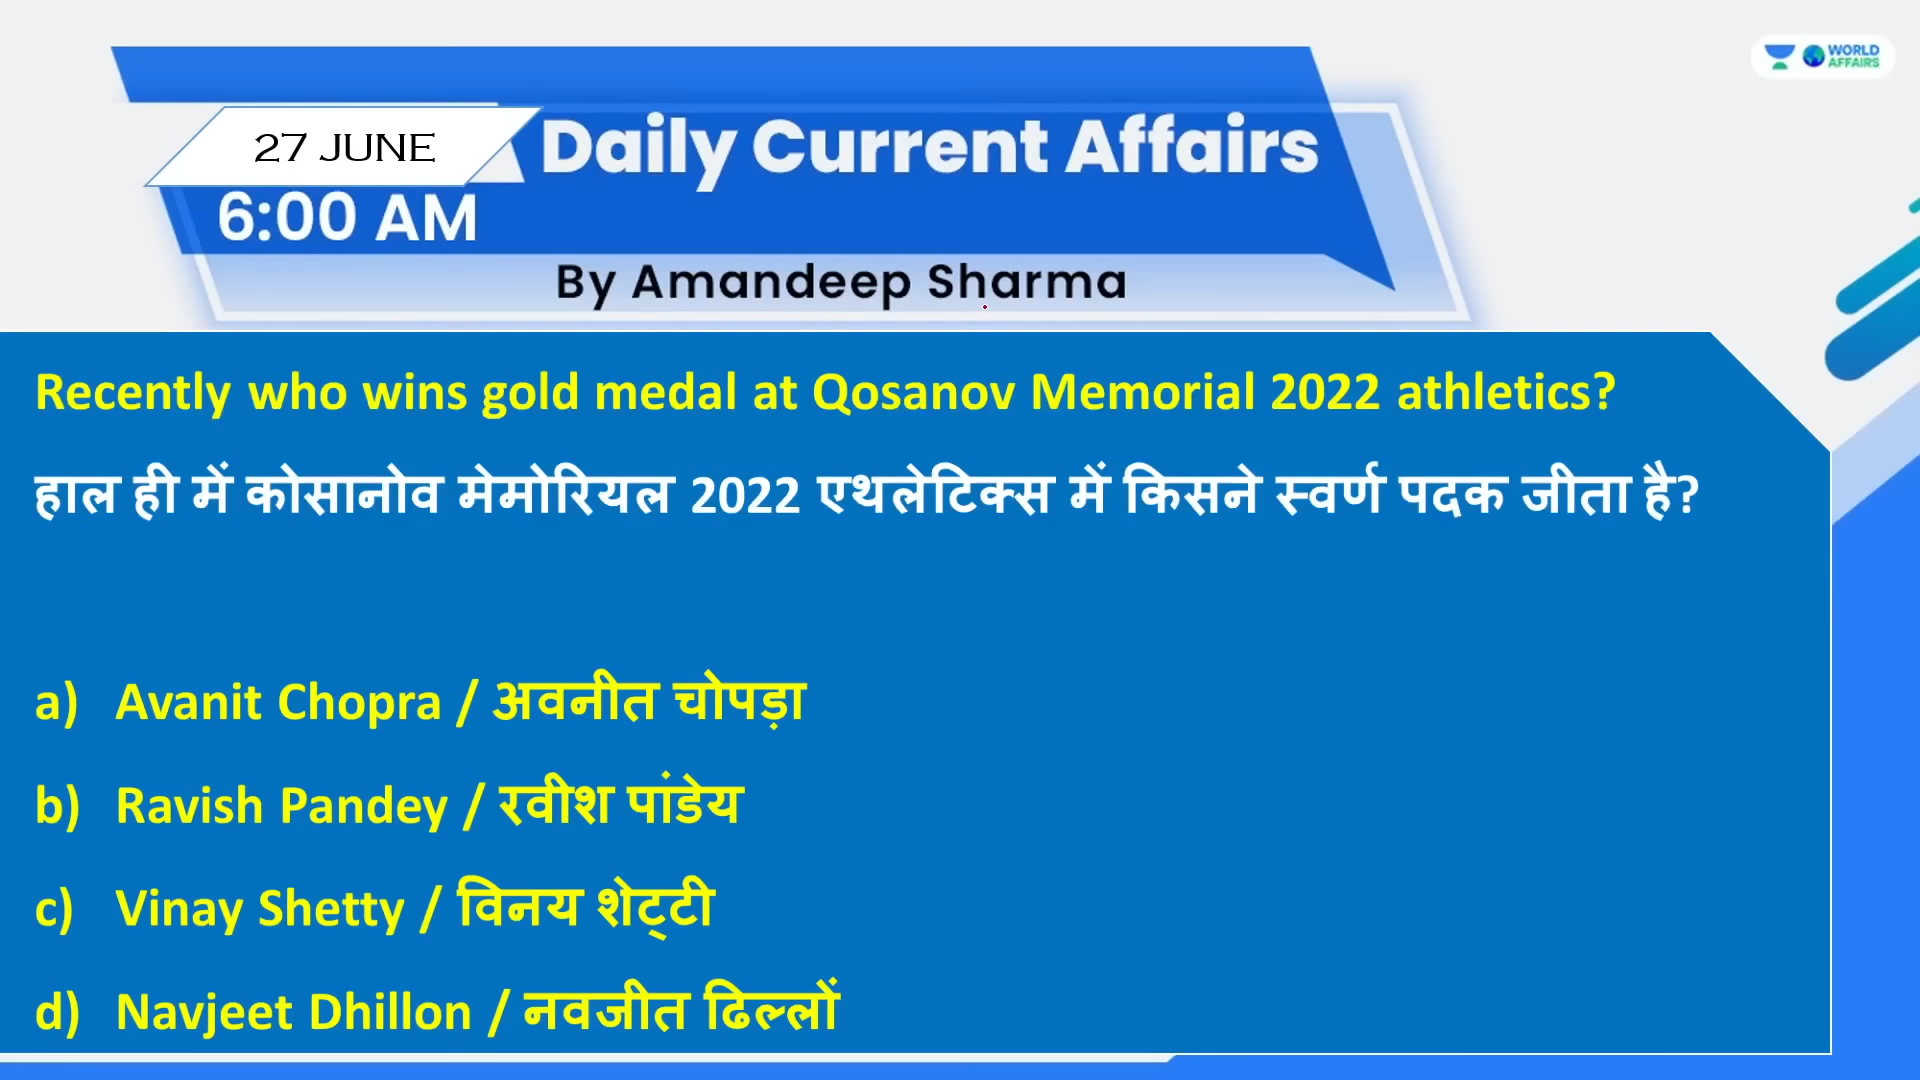 WORLD
AFFAIRS
27 JUNE
Daily Current Affairs
6:00 AM
By Amandeep Sharma
Recently who wins gold medal at Qosanov Memorial 2022 athletics?
हाल ही में कोसानोव मेमोरियल 2022 एथलेटिक्स में किसने स्वर्ण पदक जीता है?
a) Avanit Chopra / अवनीत चोपड़ा
b) Ravish Pandey / रवीश पांडेय
c) Vinay Shetty / विनय शेट्टी
d) Navjeet Dhillon / नवजीत ढिल्लों